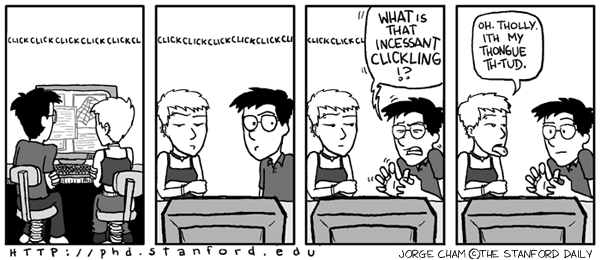 CLICKCLICKCLICKCLICKCLICKCL
CLICKCLICKCLICKCLICKCLICKCLI
CLICKCLICKCLICKCLI
WHAT IS
THAT
INCESSANT
CLICKLING
!?
OH. THOLLY.
ITH MY
THONGUE
TH-TUD.
HTTP://phd.stanford.edu
JORGE CHAM ©THE STANFORD DAILY